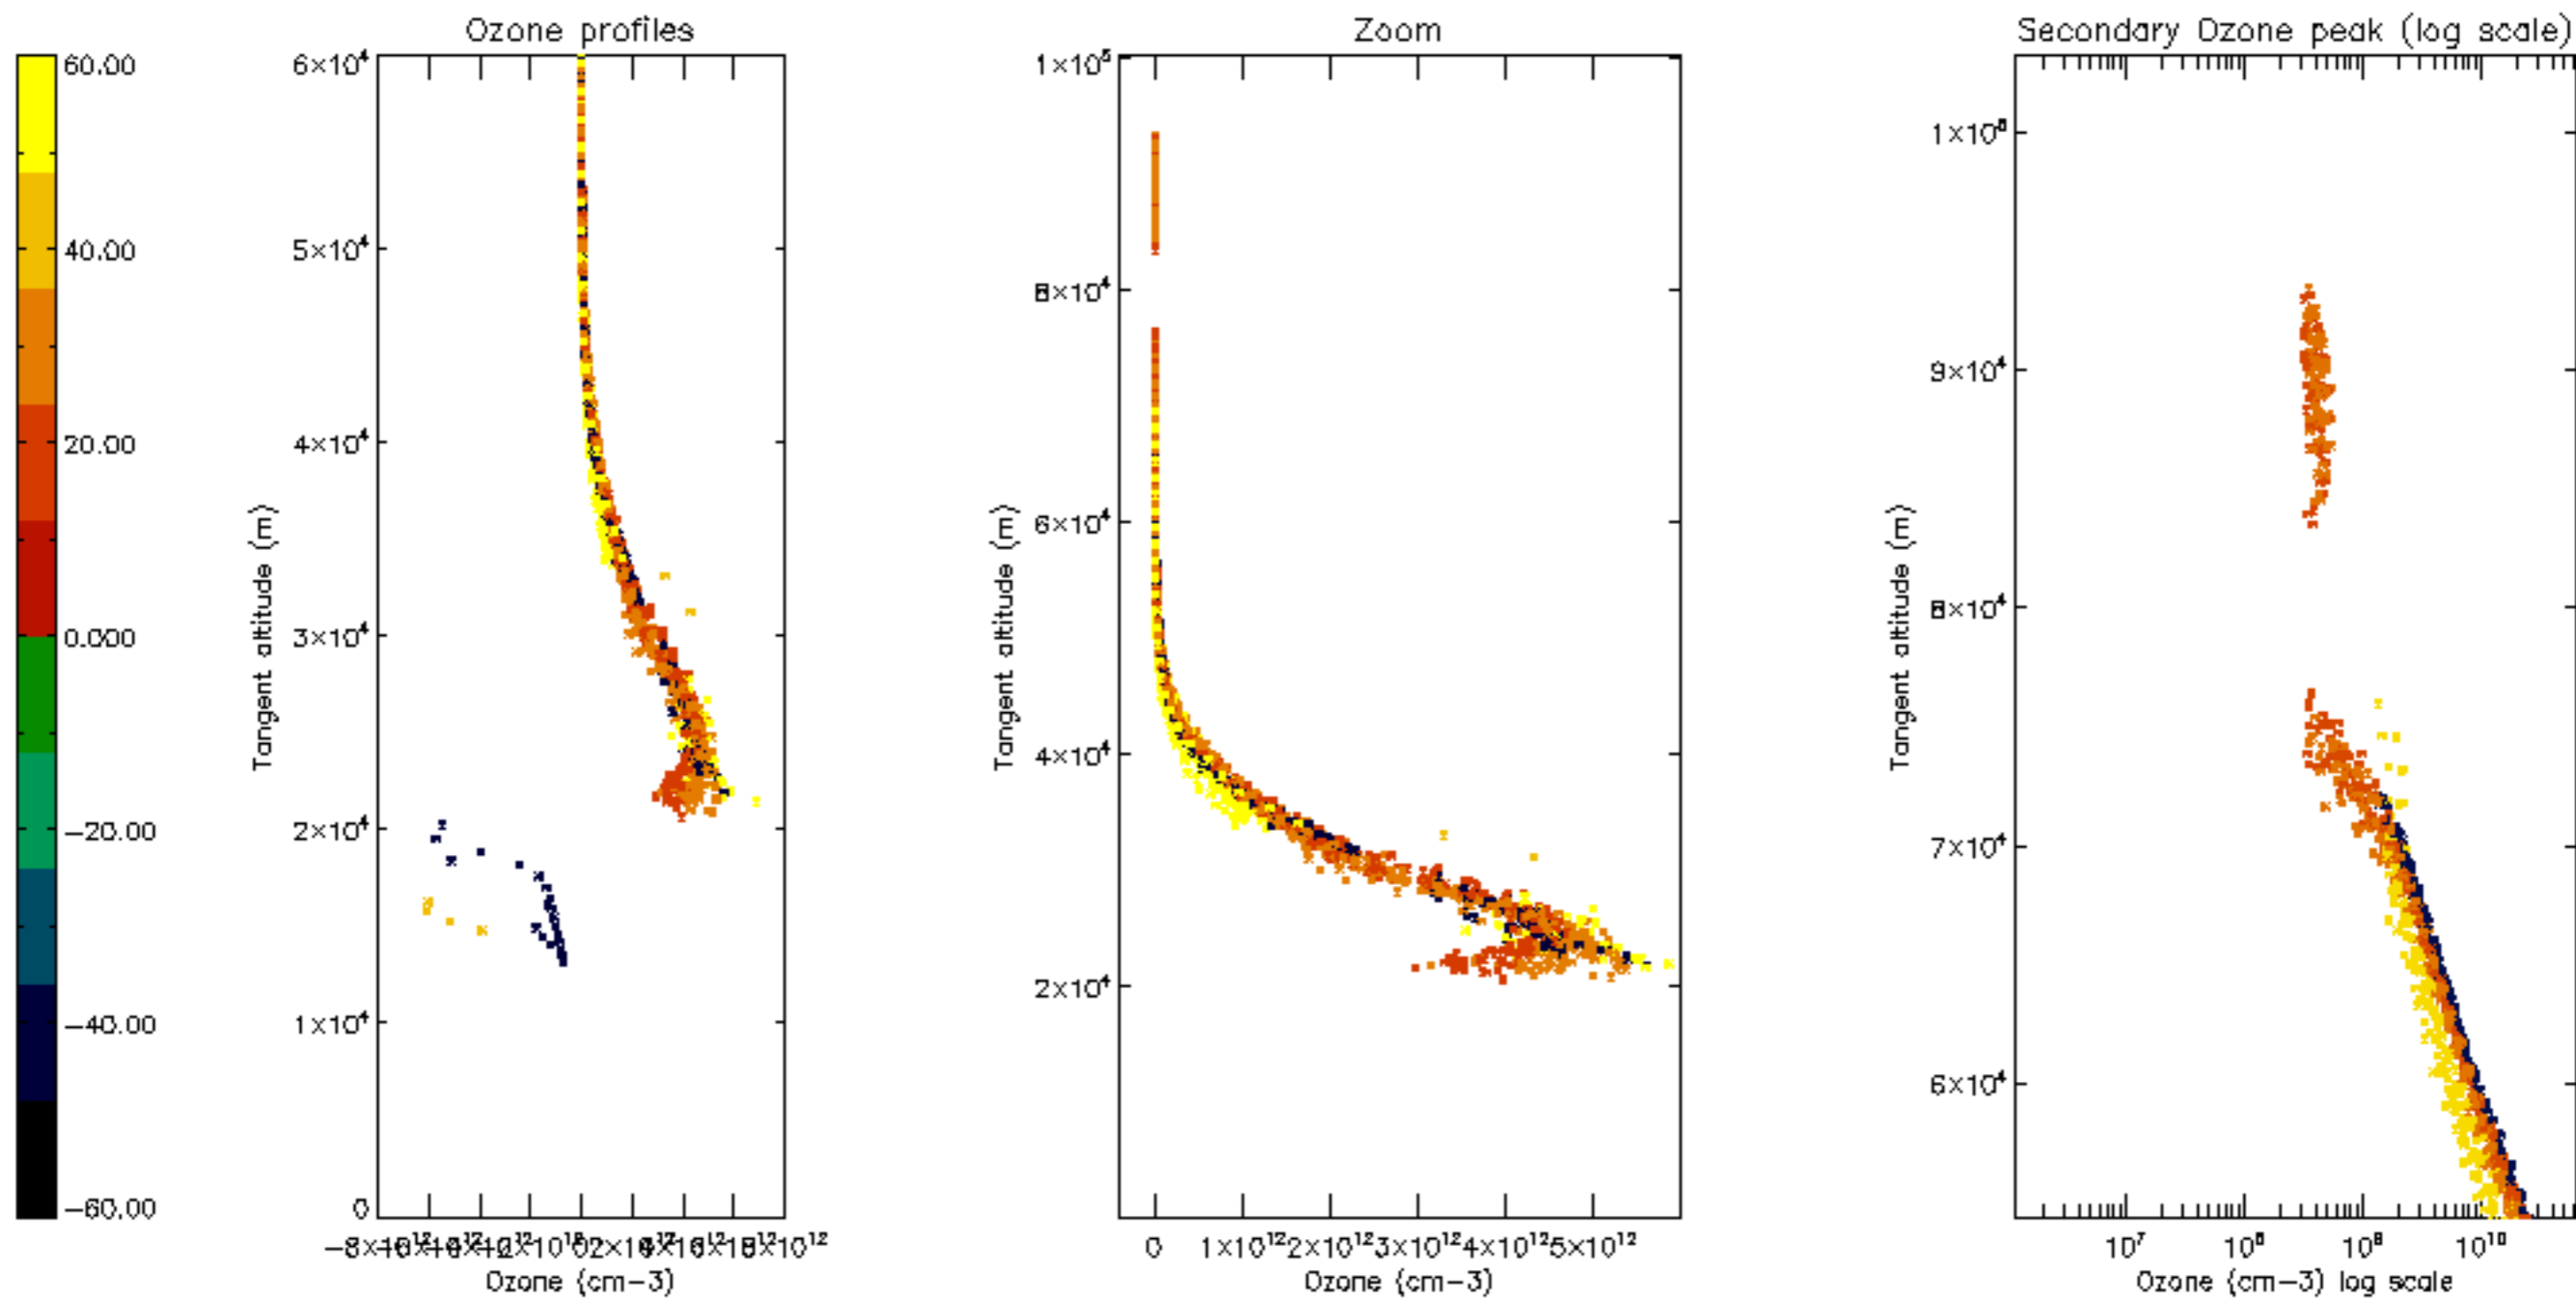 Ozone profiles
Zoom
Secondary Ozone peak (log scale)
60.00
40.00
20.00
0.000
-20.00
-40.00
-60.00
Tangent altitude (m)
6×10⁴
5×10⁴
4×10⁴
3×10⁴
2×10⁴
1×10⁴
0
Ozone (cm-3)
Tangent altitude (m)
1×10⁵
8×10⁴
6×10⁴
4×10⁴
2×10⁴
0 1×10¹² 2×10¹² 3×10¹² 4×10¹² 5×10¹²
Ozone (cm-3)
Tangent altitude (m)
9×10⁴
8×10⁴
7×10⁴
6×10⁴
10⁷ 10⁸ 10⁹ 10¹⁰
Ozone (cm-3) log scale